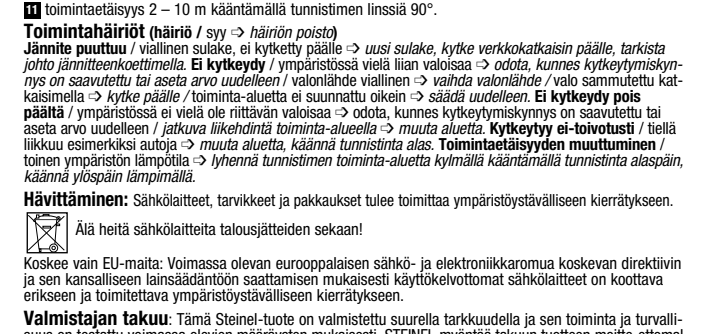 11 toimintaetäisyys 2 – 10 m kääntämällä tunnistimen linssiä 90°.
Toimintahäiriöt (häiriö / syy ➩ häiriön poisto)
Jännite puuttuu / viallinen sulake, ei kytketty päälle ➩ uusi sulake, kytke verkkokatkaisin päälle, tarkista
johto jännitteenkoettimella. Ei kytkeydy / ympäristössä vielä liian valoisaa ➩ odota, kunnes kytkeytymiskyn-
nys on saavutettu tai aseta arvo uudelleen / valonlähde viallinen ➩ vaihda valonlähde / valo sammutettu kat-
kaisimella ➩ kytke päälle / toiminta-aluetta ei suunnattu oikein ➩ säädä uudelleen. Ei kytkeydy pois
päältä / ympäristössä ei vielä ole riittävän valoisaa ➩ odota, kunnes kytkeytymiskynnys on saavutettu tai
aseta arvo uudelleen / jatkuva liikehdintä toiminta-alueella ➩ muuta aluetta. Kytkeytyy ei-toivotusti / tiellä
liikkuu esimerkiksi autoja ➩ muuta aluetta, käännä tunnistinta alas. Toimintaetäisyyden muuttuminen /
toinen ympäristön lämpötila ➩ lyhennä tunnistimen toiminta-aluetta kylmällä kääntämällä tunnistinta alaspäin,
käännä ylöspäin lämpimällä.
Hävittäminen: Sähkölaitteet, tarvikkeet ja pakkaukset tulee toimittaa ympäristöystävälliseen kierrätykseen.
Älä heitä sähkölaitteita talousjätteiden sekaan!
Koskee vain EU-maita: Voimassa olevan eurooppalaisen sähkö- ja elektroniikkaromua koskevan direktiivin
ja sen kansalliseen lainsäädäntöön saattamisen mukaisesti käyttökelvottomat sähkölaitteet on koottava
erikseen ja toimitettava ympäristöystävälliseen kierrätykseen.
Valmistajan takuu: Tämä Steinel-tuote on valmistettu suurella tarkkuudella ja sen toiminta ja turvalli-